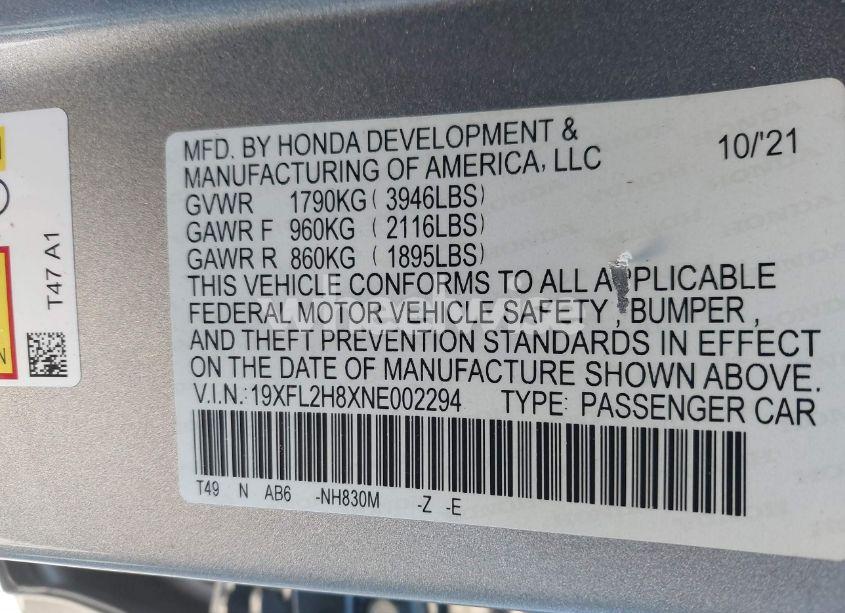 MFD. BY HONDA DEVELOPMENT & MANUFACTURING OF AMERICA, LLC 10/'21
GVWR 1790KG ( 3946LBS)
GAWR F 960KG ( 2116LBS)
GAWR R 860KG ( 1895LBS)
THIS VEHICLE CONFORMS TO ALL APPLICABLE
FEDERAL MOTOR VEHICLE SAFETY , BUMPER ,
AND THEFT PREVENTION STANDARDS IN EFFECT
ON THE DATE OF MANUFACTURE SHOWN ABOVE.
V.I.N.: 19XFL2H8XNE002294 TYPE: PASSENGER CAR
T49 N AB6 -NH830M -Z -E
T47 A1